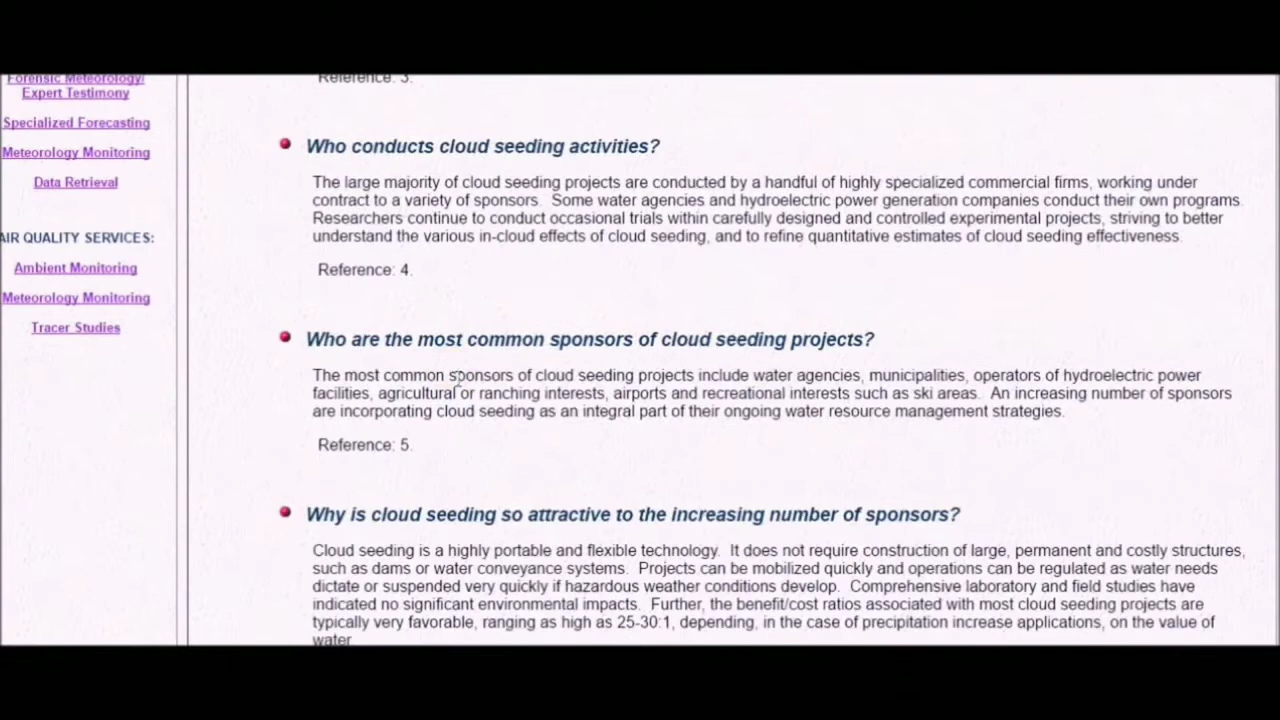 Forensic Meteorology/
Expert Testimony
Specialized Forecasting
Meteorology Monitoring
Data Retrieval
AIR QUALITY SERVICES:
Ambient Monitoring
Meteorology Monitoring
Tracer Studies
Reference: 3.
Who conducts cloud seeding activities?
The large majority of cloud seeding projects are conducted by a handful of highly specialized commercial firms, working under
contract to a variety of sponsors. Some water agencies and hydroelectric power generation companies conduct their own programs.
Researchers continue to conduct occasional trials within carefully designed and controlled experimental projects, striving to better
understand the various in-cloud effects of cloud seeding, and to refine quantitative estimates of cloud seeding effectiveness.
Reference: 4.
Who are the most common sponsors of cloud seeding projects?
The most common sponsors of cloud seeding projects include water agencies, municipalities, operators of hydroelectric power
facilities, agricultural or ranching interests, airports and recreational interests such as ski areas. An increasing number of sponsors
are incorporating cloud seeding as an integral part of their ongoing water resource management strategies.
Reference: 5.
Why is cloud seeding so attractive to the increasing number of sponsors?
Cloud seeding is a highly portable and flexible technology. It does not require construction of large, permanent and costly structures,
such as dams or water conveyance systems. Projects can be mobilized quickly and operations can be regulated as water needs
dictate or suspended very quickly if hazardous weather conditions develop. Comprehensive laboratory and field studies have
indicated no significant environmental impacts. Further, the benefit/cost ratios associated with most cloud seeding projects are
typically very favorable, ranging as high as 25-30:1, depending, in the case of precipitation increase applications, on the value of
water.